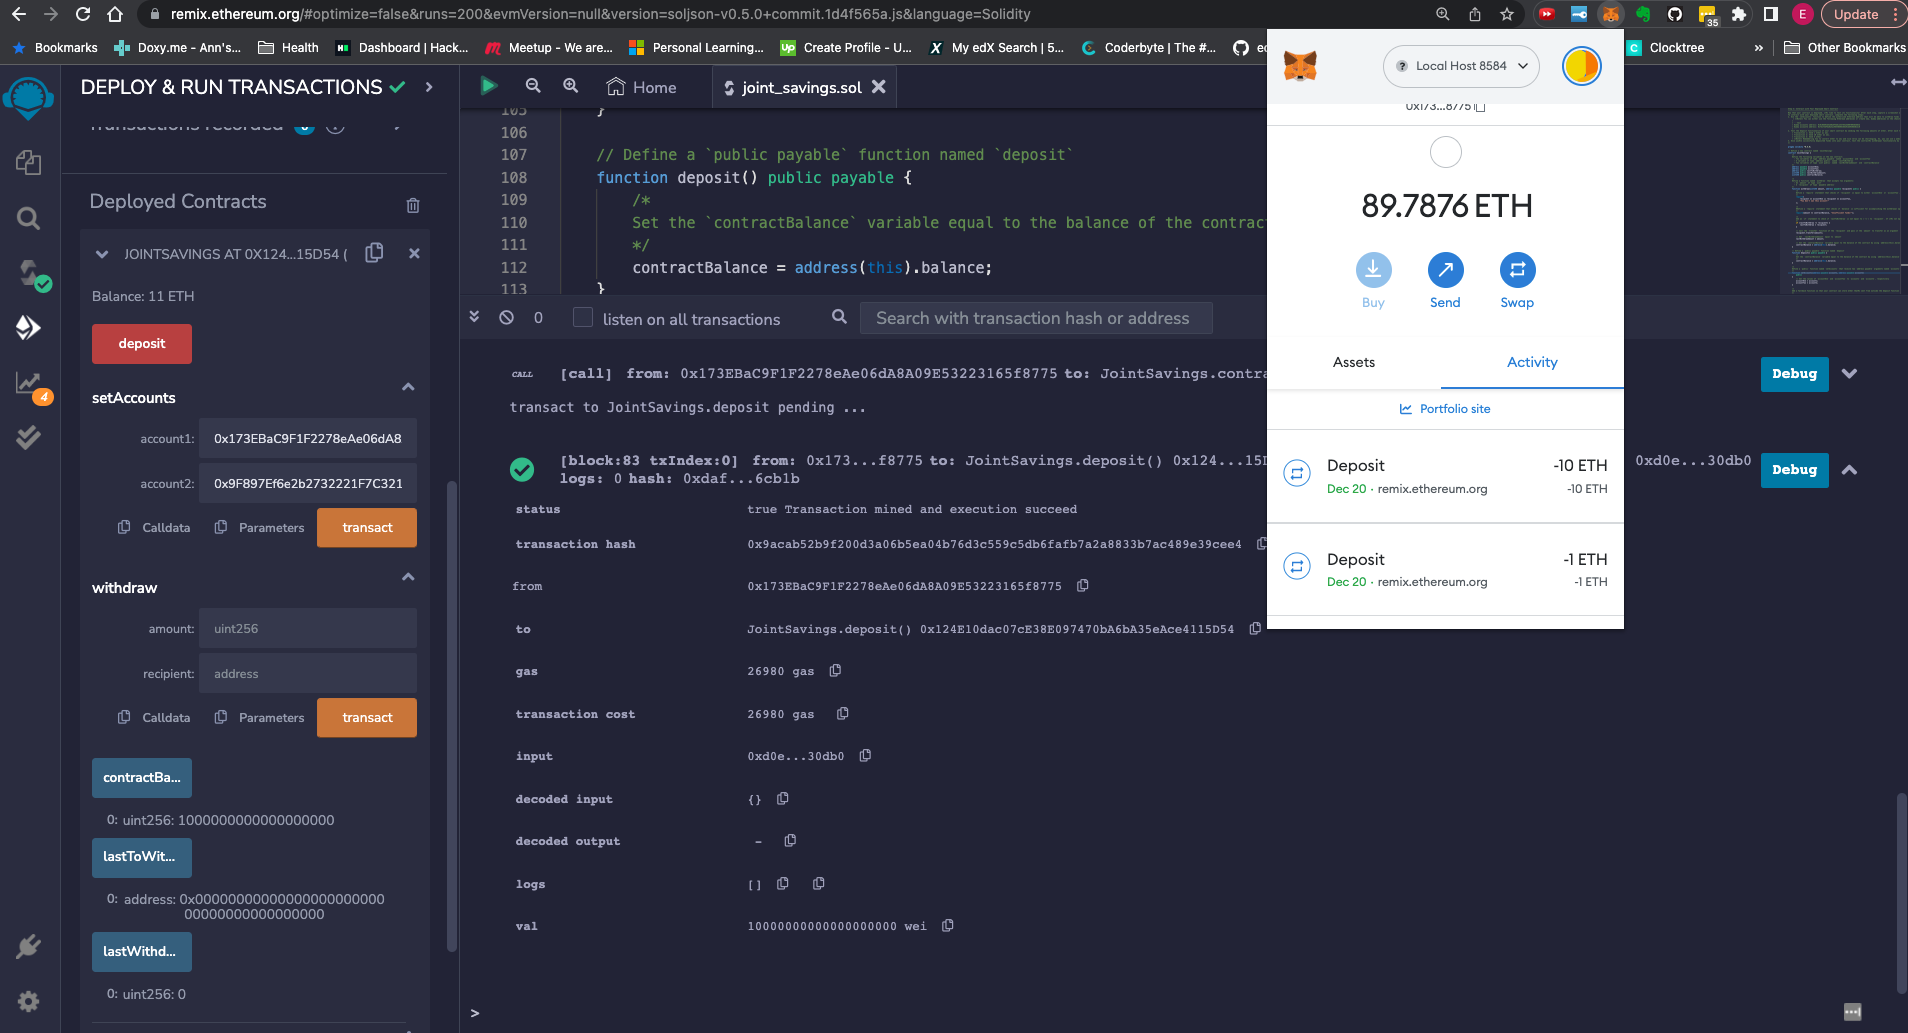 remix.ethereum.org/#optimize=false&runs=200&evmVersion=null&version=soljson-v0.5.0+commit.1d4f565a.js&language=Solidity
35
E
Update
Bookmarks
Doxy.me - Ann's...
Health
Dashboard | Hack...
Meetup - We are...
Personal Learning...
Create Profile - U...
My edX Search | 5...
Coderbyte | The #...
Clocktree
»
Other Bookmarks
DEPLOY & RUN TRANSACTIONS
Deployed Contracts
JOINTSAVINGS AT 0X124...15D54 (
Balance: 11 ETH
deposit
setAccounts
account1: 0x173EBaC9F1F2278eAe06dA8
account2: 0x9F897Ef6e2b2732221F7C321
Calldata Parameters transact
withdraw
amount: uint256
recipient: address
Calldata Parameters transact
contractBa...
0: uint256: 1000000000000000000
lastToWit...
0: address: 0x00000000000000000000000
00000000000000000
lastWithd...
0: uint256: 0
4
Home
joint_savings.sol
105 }
106
107 // Define a `public payable` function named `deposit`
108 function deposit() public payable {
109 /*
110 Set the `contractBalance` variable equal to the balance of the contrac
111 */
112 contractBalance = address(this).balance;
113 }
0 listen on all transactions Search with transaction hash or address
CALL [call] from: 0x173EBaC9F1F2278eAe06dA8A09E53223165f8775 to: JointSavings.contra
Debug
transact to JointSavings.deposit pending ...
[block:83 txIndex:0] from: 0x173...f8775 to: JointSavings.deposit() 0x124...15D
0xd0e...30db0
Debug
logs: 0 hash: 0xdaf...6cb1b
status true Transaction mined and execution succeed
transaction hash 0x9acab52b9f200d3a06b5ea04b76d3c559c5db6fafb7a2a8833b7ac489e39cee4
from 0x173EBaC9F1F2278eAe06dA8A09E53223165f8775
to JointSavings.deposit() 0x124E10dac07cE38E097470bA6bA35eAce4115D54
gas 26980 gas
transaction cost 26980 gas
input 0xd0e...30db0
decoded input {}
decoded output -
logs []
val 10000000000000000000 wei
>
Local Host 8584
0x173...8775
89.7876 ETH
Buy Send Swap
Assets Activity
Portfolio site
Deposit -10 ETH
Dec 20 · remix.ethereum.org -10 ETH
Deposit -1 ETH
Dec 20 · remix.ethereum.org -1 ETH